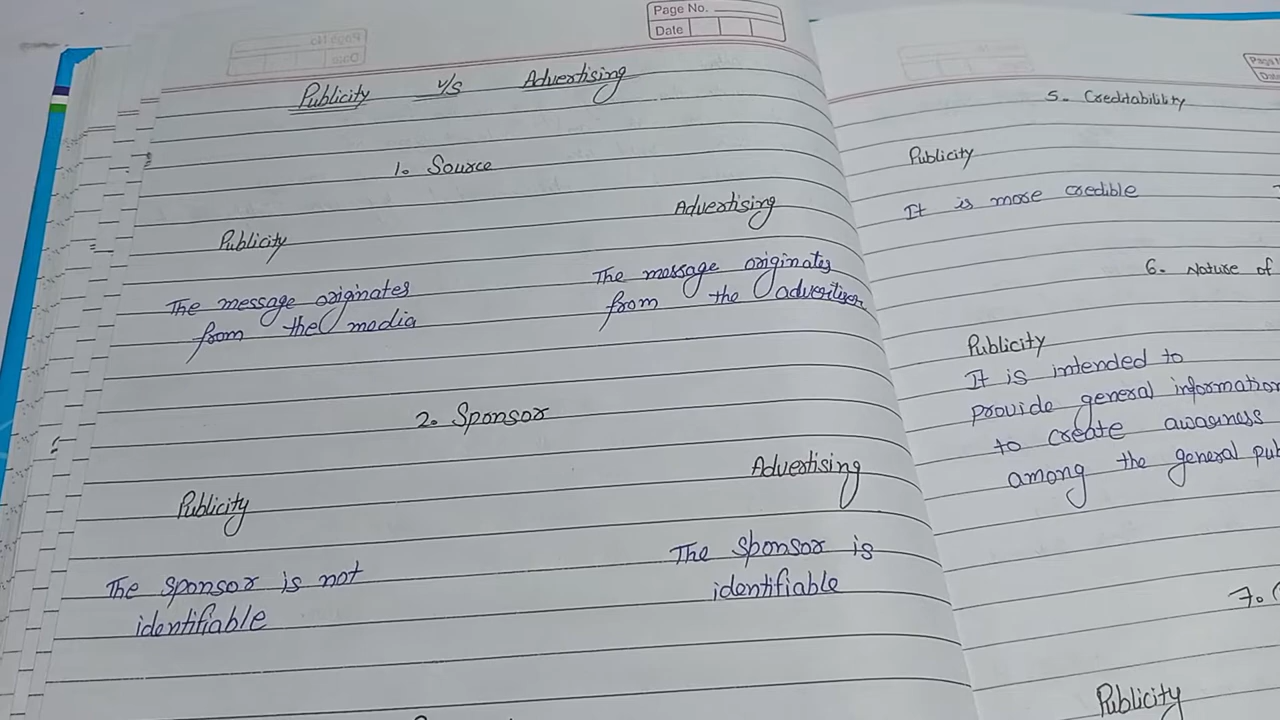 Page No.
Date
Publicity v/s Advertising
1. Source
Publicity
Advertising
The message originates
from the media
The message originates
from the advertiser
2. Sponsor
Publicity
Advertising
The sponsor is not
identifiable
The sponsor is
identifiable
5. Creditability
Publicity
It is more credible
6. Nature of
Publicity
It is intended to
provide general information
to create awarness
among the general
7.
Publicity